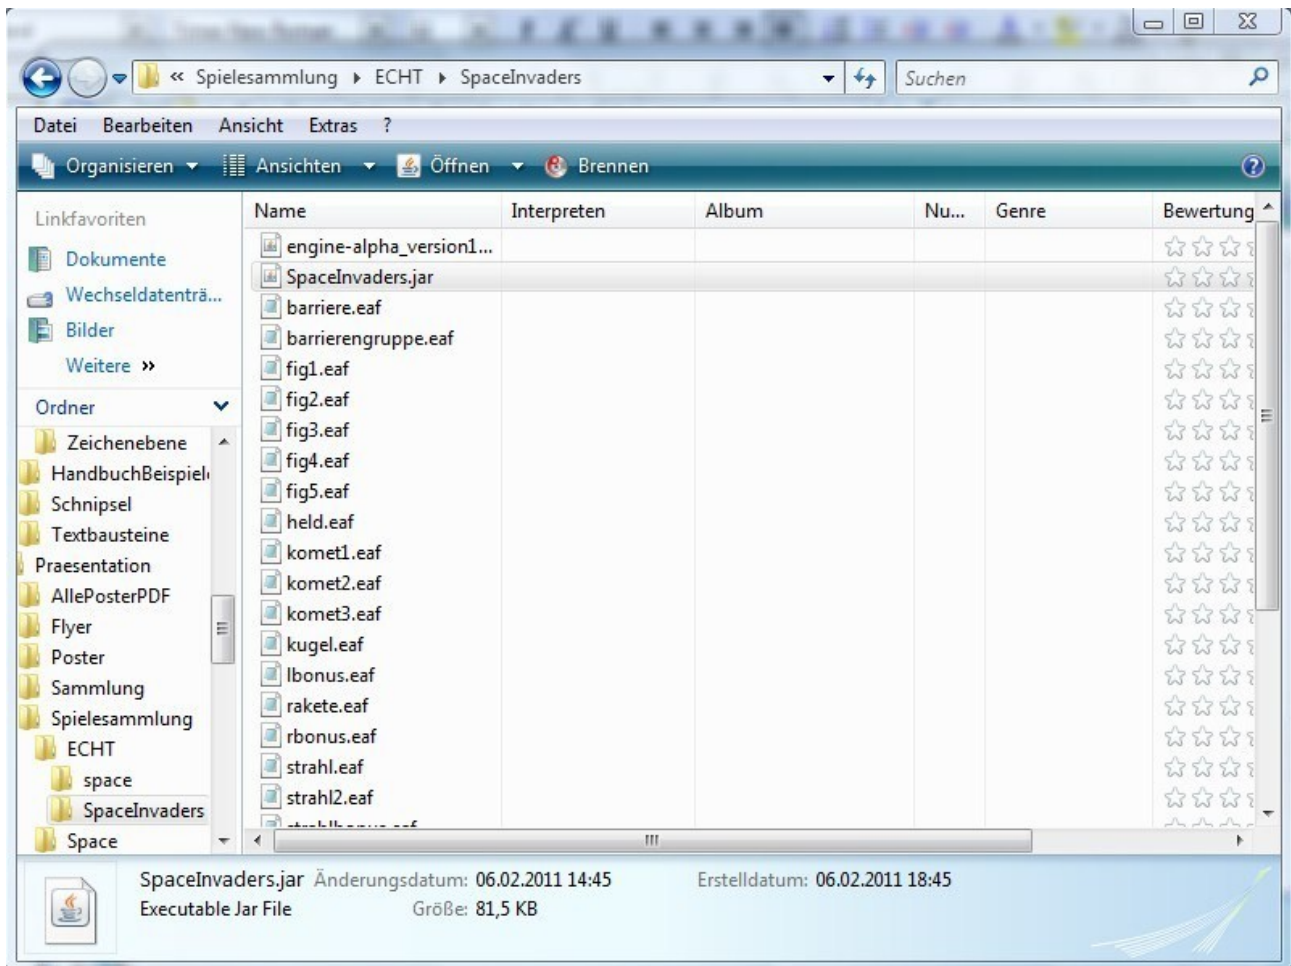 « Spielesammlung ECHT SpaceInvaders Suchen
Datei Bearbeiten Ansicht Extras ?
Organisieren Ansichten Öffnen Brennen
Linkfavoriten
Dokumente
Wechseldatenträ...
Bilder
Weitere »
Ordner
Zeichenebene
HandbuchBeispiel
Schnipsel
Textbausteine
Praesentation
AllePosterPDF
Flyer
Poster
Sammlung
Spielesammlung
ECHT
space
SpaceInvaders
Space
Name Interpreten Album Nu... Genre Bewertung
engine-alpha_version1...
SpaceInvaders.jar
barriere.eaf
barrierengruppe.eaf
fig1.eaf
fig2.eaf
fig3.eaf
fig4.eaf
fig5.eaf
held.eaf
komet1.eaf
komet2.eaf
komet3.eaf
kugel.eaf
lbonus.eaf
rakete.eaf
rbonus.eaf
strahl.eaf
strahl2.eaf
SpaceInvaders.jar Änderungsdatum: 06.02.2011 14:45 Erstelldatum: 06.02.2011 18:45
Executable Jar File Größe: 81,5 KB